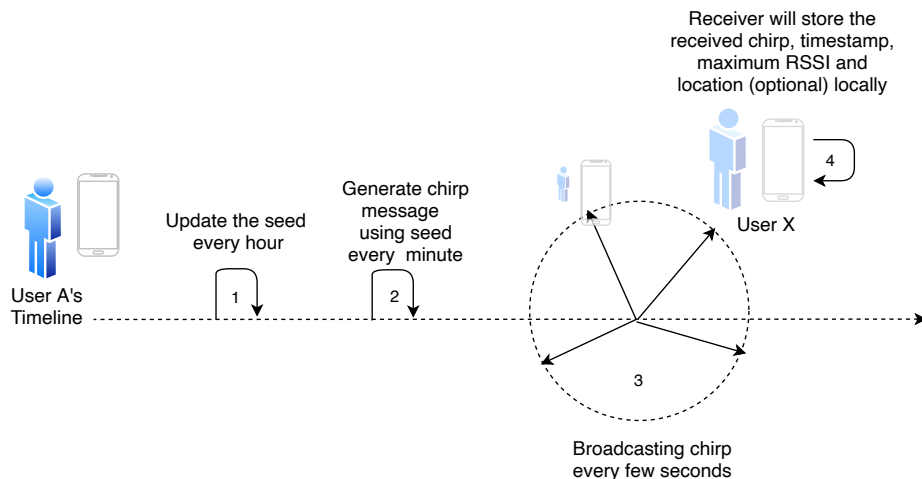 Receiver will store the
received chirp, timestamp,
maximum RSSI and
location (optional) locally
4
User X
Generate chirp
message
using seed
every  minute
Update the seed
every hour
User A's
Timeline
1
2
3
Broadcasting chirp
every few seconds